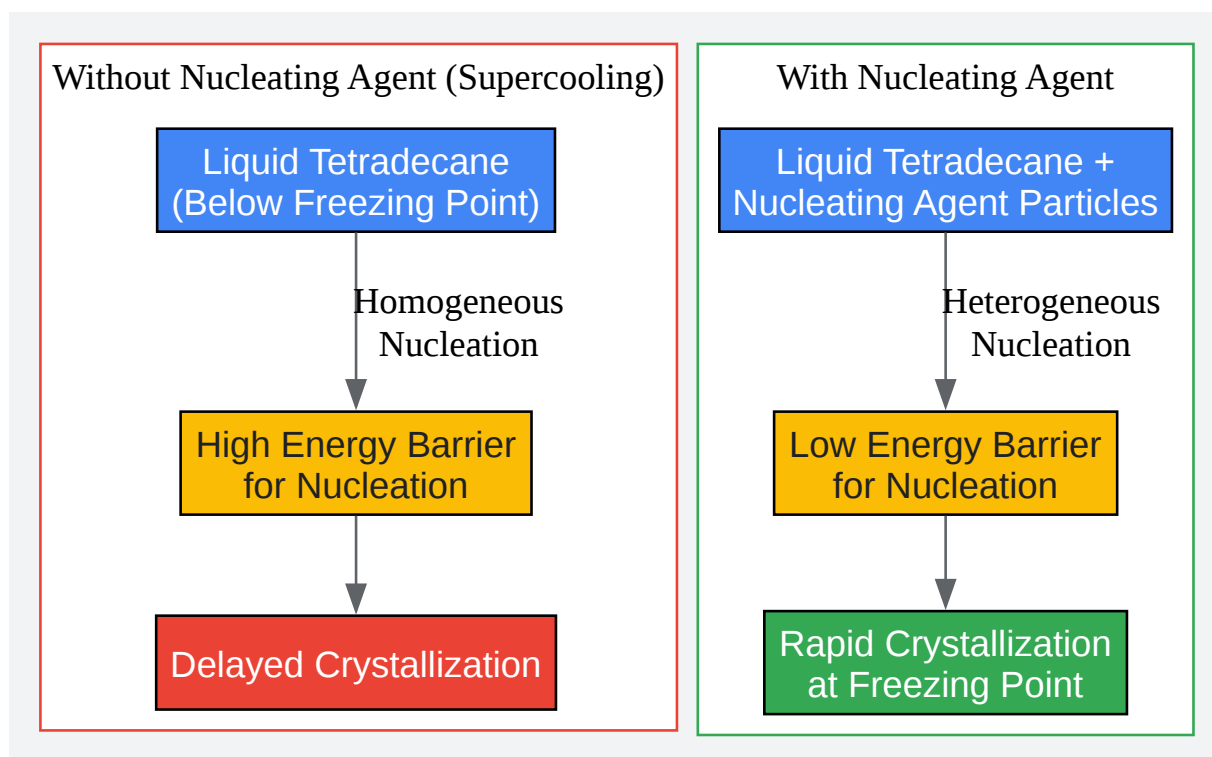 Without Nucleating Agent (Supercooling)
Liquid Tetradecane
(Below Freezing Point)
Homogeneous
Nucleation
High Energy Barrier
for Nucleation
Delayed Crystallization
With Nucleating Agent
Liquid Tetradecane +
Nucleating Agent Particles
Heterogeneous
Nucleation
Low Energy Barrier
for Nucleation
Rapid Crystallization
at Freezing Point